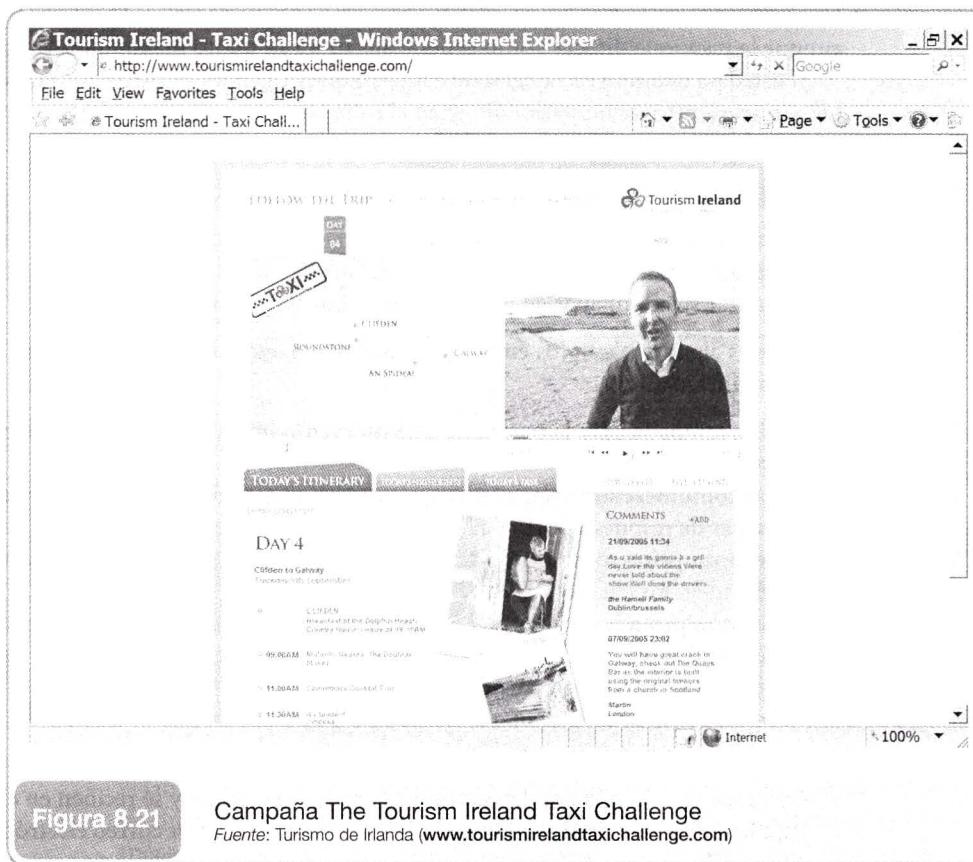 Tourism Ireland - Taxi Challenge - Windows Internet Explorer
http://www.tourismirelandtaxichallenge.com/
Google
File Edit View Favorites Tools Help
Tourism Ireland - Taxi Chall...
Page Tools
FOLLOW THE TRIP
Tourism Ireland
DAY
04
TAXI
CLIFDEN
ROUNDSTONE
GALWAY
AN SPIDEAL
TODAY'S ITINERARY
COMMENTS +ADD
DAY 4
21/09/2005 11:34
Clifden to Galway
As u said its gonna b a gr8
day Love the videos Were
never told about the
show Well done the drivers
the Hamell Family
Dublin/brussels
CLIFDEN
07/09/2005 23:02
09.00AM
You will have great crack in
Galway, check out The Quays
Bar as the interior is built
using the original timbers
from a church in Scotland
11.00AM
Martin
London
11.30AM
Internet
100%
Figura 8.21
Campaña The Tourism Ireland Taxi Challenge
Fuente: Turismo de Irlanda (www.tourismirelandtaxichallenge.com)